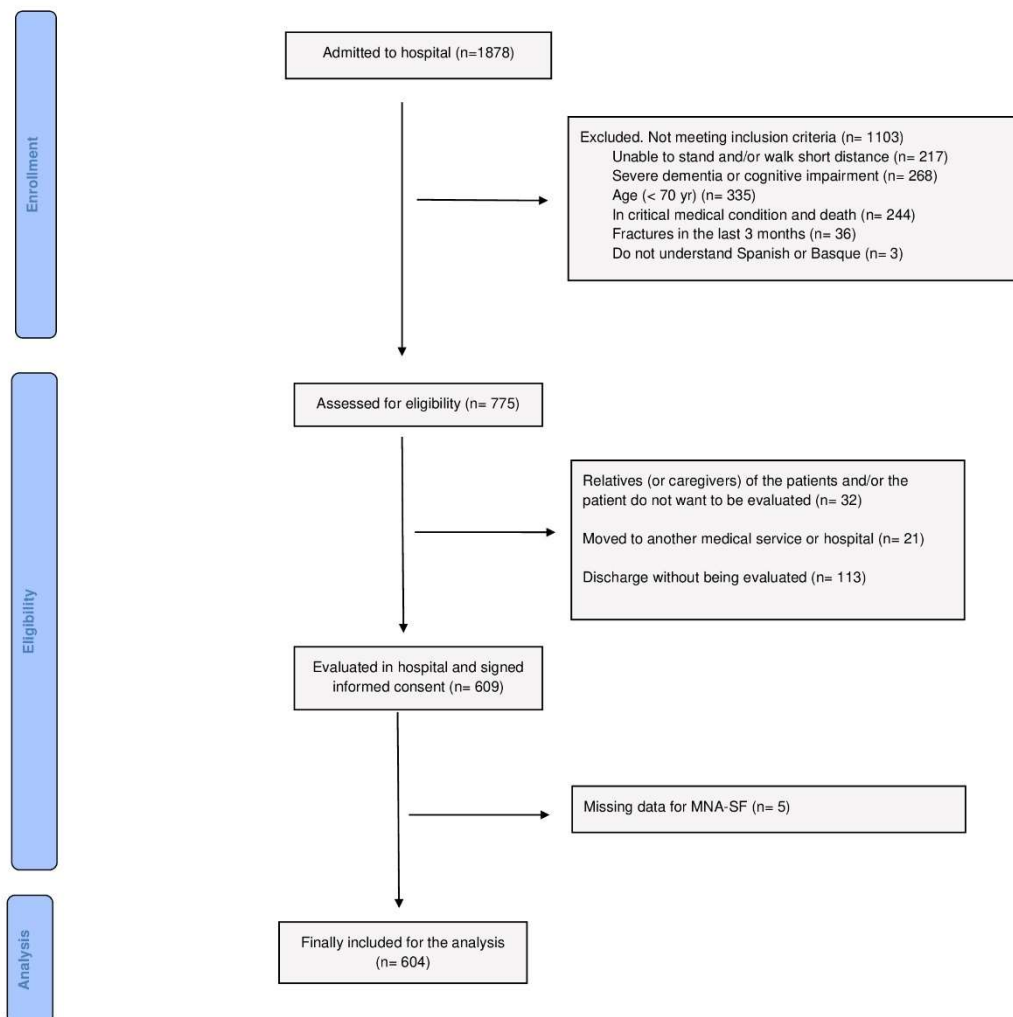 Enrollment
Admitted to hospital (n=1878)
Excluded. Not meeting inclusion criteria (n= 1103)
Unable to stand and/or walk short distance (n= 217)
Severe dementia or cognitive impairment (n= 268)
Age (< 70 yr) (n= 335)
In critical medical condition and death (n= 244)
Fractures in the last 3 months (n= 36)
Do not understand Spanish or Basque (n= 3)
Eligibility
Assessed for eligibility (n= 775)
Relatives (or caregivers) of the patients and/or the
patient do not want to be evaluated (n= 32)
Moved to another medical service or hospital (n= 21)
Discharge without being evaluated (n= 113)
Evaluated in hospital and signed
informed consent (n= 609)
Missing data for MNA-SF (n= 5)
Analysis
Finally included for the analysis
(n= 604)